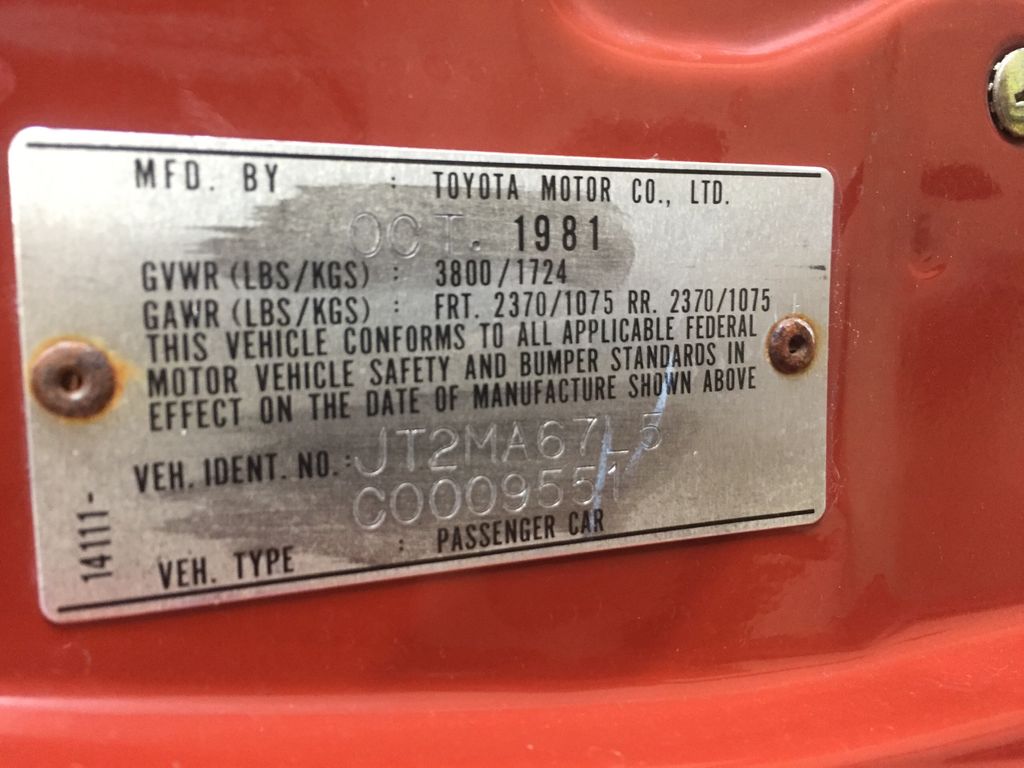 MFD. BY : TOYOTA MOTOR CO., LTD.
OCT. 1981
GVWR (LBS/KGS) : 3800/1724
GAWR (LBS/KGS) : FRT. 2370/1075 RR. 2370/1075
THIS VEHICLE CONFORMS TO ALL APPLICABLE FEDERAL
MOTOR VEHICLE SAFETY AND BUMPER STANDARDS IN
EFFECT ON THE DATE OF MANUFACTURE SHOWN ABOVE
VEH. IDENT. NO. : JT2MA67L5
C0009551
VEH. TYPE : PASSENGER CAR
14111-